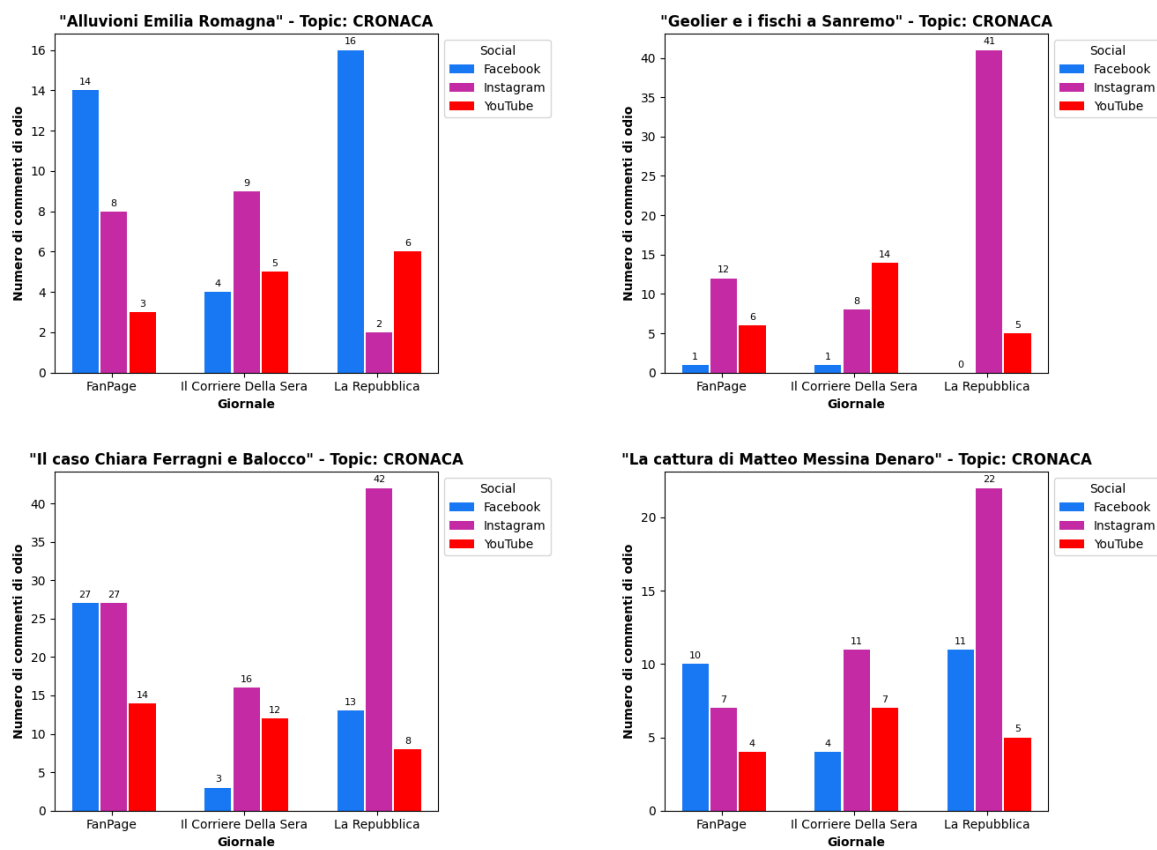 "Alluvioni Emilia Romagna" - Topic: CRONACA
Numero di commenti di odio
16
14
12
10
8
6
4
2
0
14
8
3
4
9
5
16
2
6
FanPage
Il Corriere Della Sera
La Repubblica
Giornale
Social
Facebook
Instagram
YouTube
"Geolier e i fischi a Sanremo" - Topic: CRONACA
Numero di commenti di odio
40
35
30
25
20
15
10
5
0
1
12
6
1
8
14
0
41
5
FanPage
Il Corriere Della Sera
La Repubblica
Giornale
Social
Facebook
Instagram
YouTube
"Il caso Chiara Ferragni e Balocco" - Topic: CRONACA
Numero di commenti di odio
40
35
30
25
20
15
10
5
0
27
27
14
3
16
12
13
42
8
FanPage
Il Corriere Della Sera
La Repubblica
Giornale
Social
Facebook
Instagram
YouTube
"La cattura di Matteo Messina Denaro" - Topic: CRONACA
Numero di commenti di odio
20
15
10
5
0
10
7
4
4
11
7
11
22
5
FanPage
Il Corriere Della Sera
La Repubblica
Giornale
Social
Facebook
Instagram
YouTube